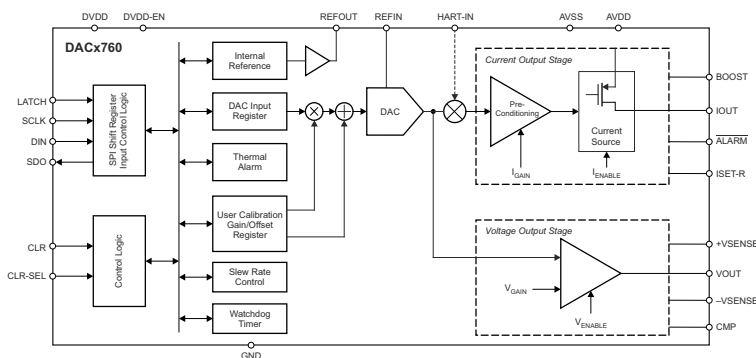 DVDD
DVDD-EN
REFOUT
REFIN
HART-IN
AVSS
AVDD
DACx760
LATCH
SCLK
DIN
SDO
CLR
CLR-SEL
SPI Shift Register
Input Control Logic
Control Logic
Internal
Reference
DAC Input
Register
Thermal
Alarm
User Calibration
Gain/Offset
Register
Slew Rate
Control
Watchdog
Timer
DAC
Current Output Stage
Pre-
Conditioning
Current
Source
IGAIN
IENABLE
Voltage Output Stage
VGAIN
VENABLE
BOOST
IOUT
ALARM
ISET-R
+VSENSE
VOUT
–VSENSE
CMP
GND